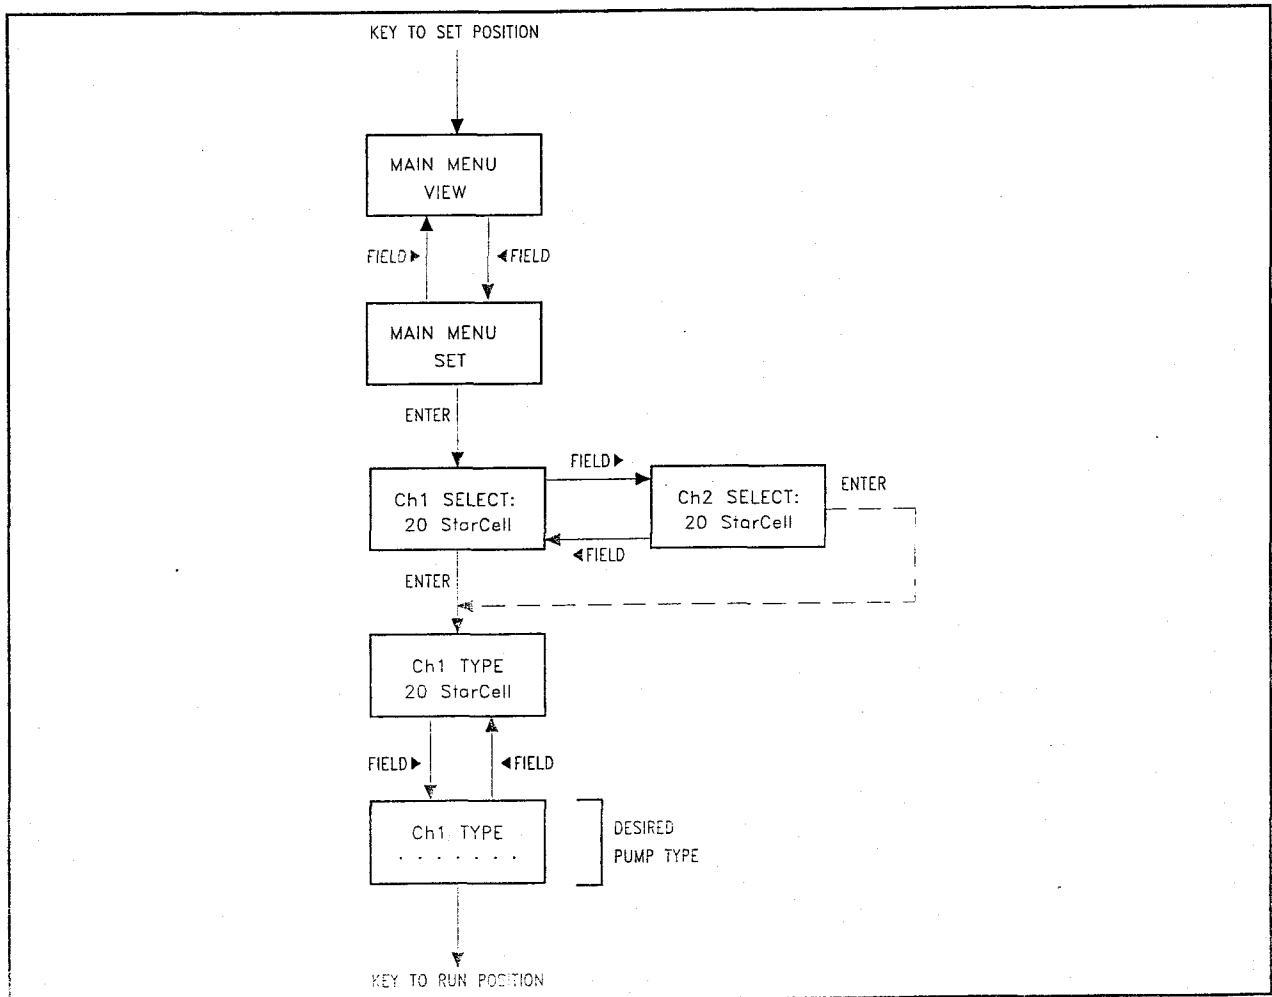 KEY TO SET POSITION
MAIN MENU
VIEW
FIELD► ◄FIELD
MAIN MENU
SET
ENTER
FIELD►
Ch1 SELECT:
20 StarCell
Ch2 SELECT:
20 StarCell
ENTER
◄FIELD
ENTER
Ch1 TYPE
20 StarCell
FIELD► ◄FIELD
Ch1 TYPE
. . . . . . .
DESIRED
PUMP TYPE
KEY TO RUN POSITION